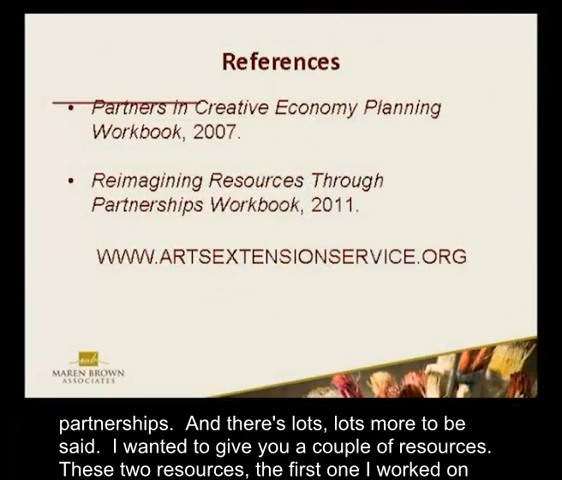 References
• Partners in Creative Economy Planning
Workbook, 2007.
• Reimagining Resources Through
Partnerships Workbook, 2011.
WWW.ARTSEXTENSIONSERVICE.ORG
mb
MAREN BROWN
ASSOCIATES
partnerships. And there's lots, lots more to be
said. I wanted to give you a couple of resources.
These two resources, the first one I worked on